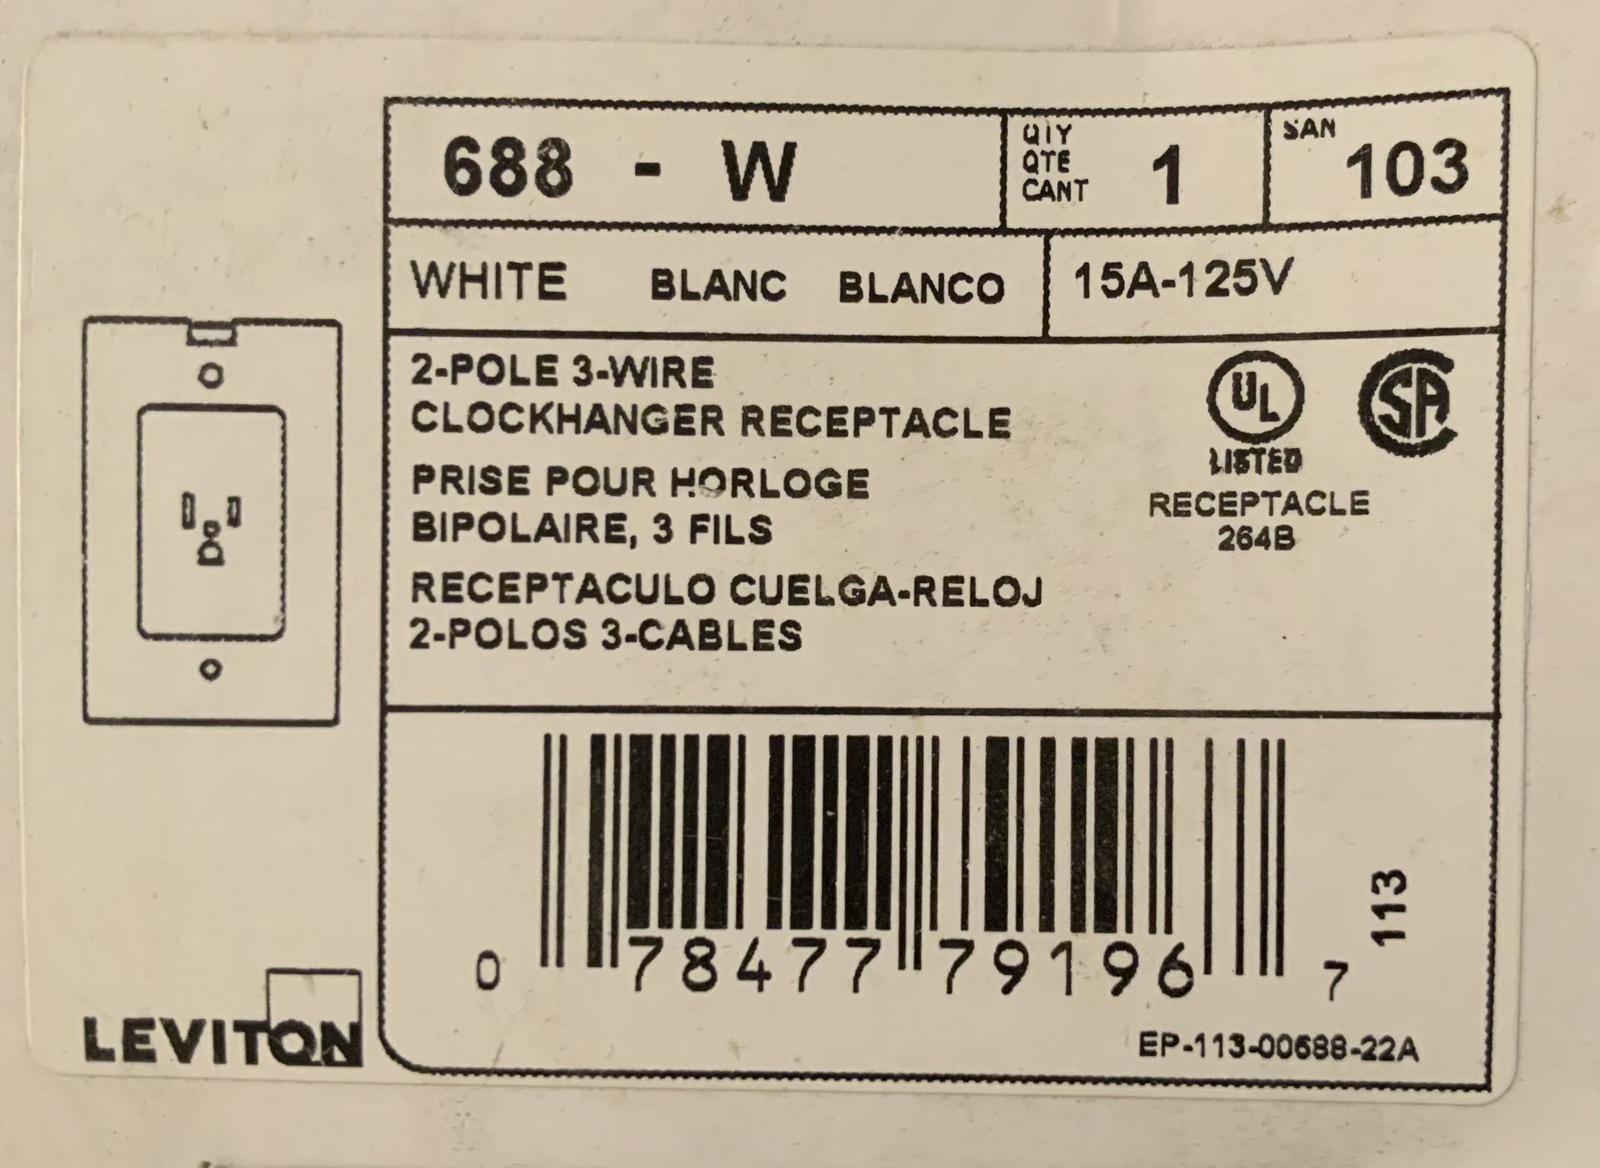 688 - W
QTY
QTE
CANT
1
SAN
103
WHITE BLANC BLANCO
15A-125V
2-POLE 3-WIRE
CLOCKHANGER RECEPTACLE
PRISE POUR HORLOGE
BIPOLAIRE, 3 FILS
RECEPTACULO CUELGA-RELOJ
2-POLOS 3-CABLES
UL
LISTED
RECEPTACLE
264B
SA
0 78477 79196 7
113
EP-113-00688-22A
LEVITON